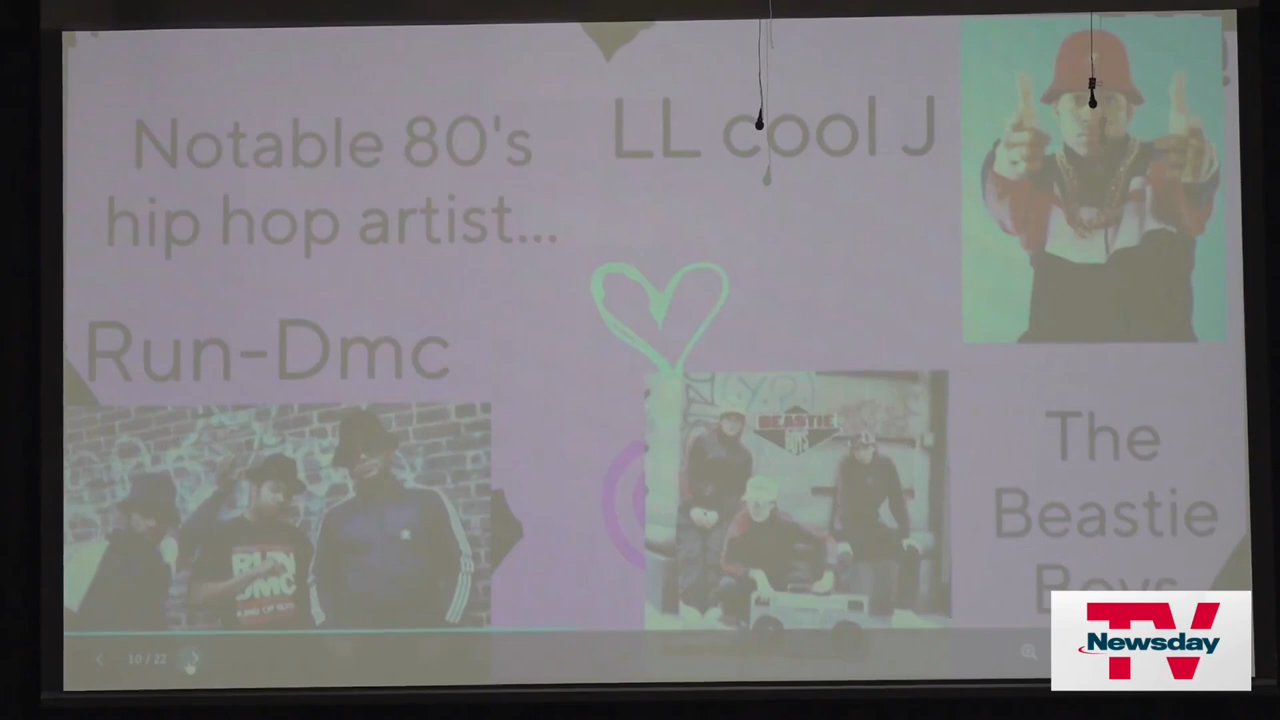 Notable 80's
hip hop artist...
LL cool J
!
Run-Dmc
RUN
DMC
BEASTIE
BOYS
The
Beastie
Boys
10 / 22
TV
Newsday